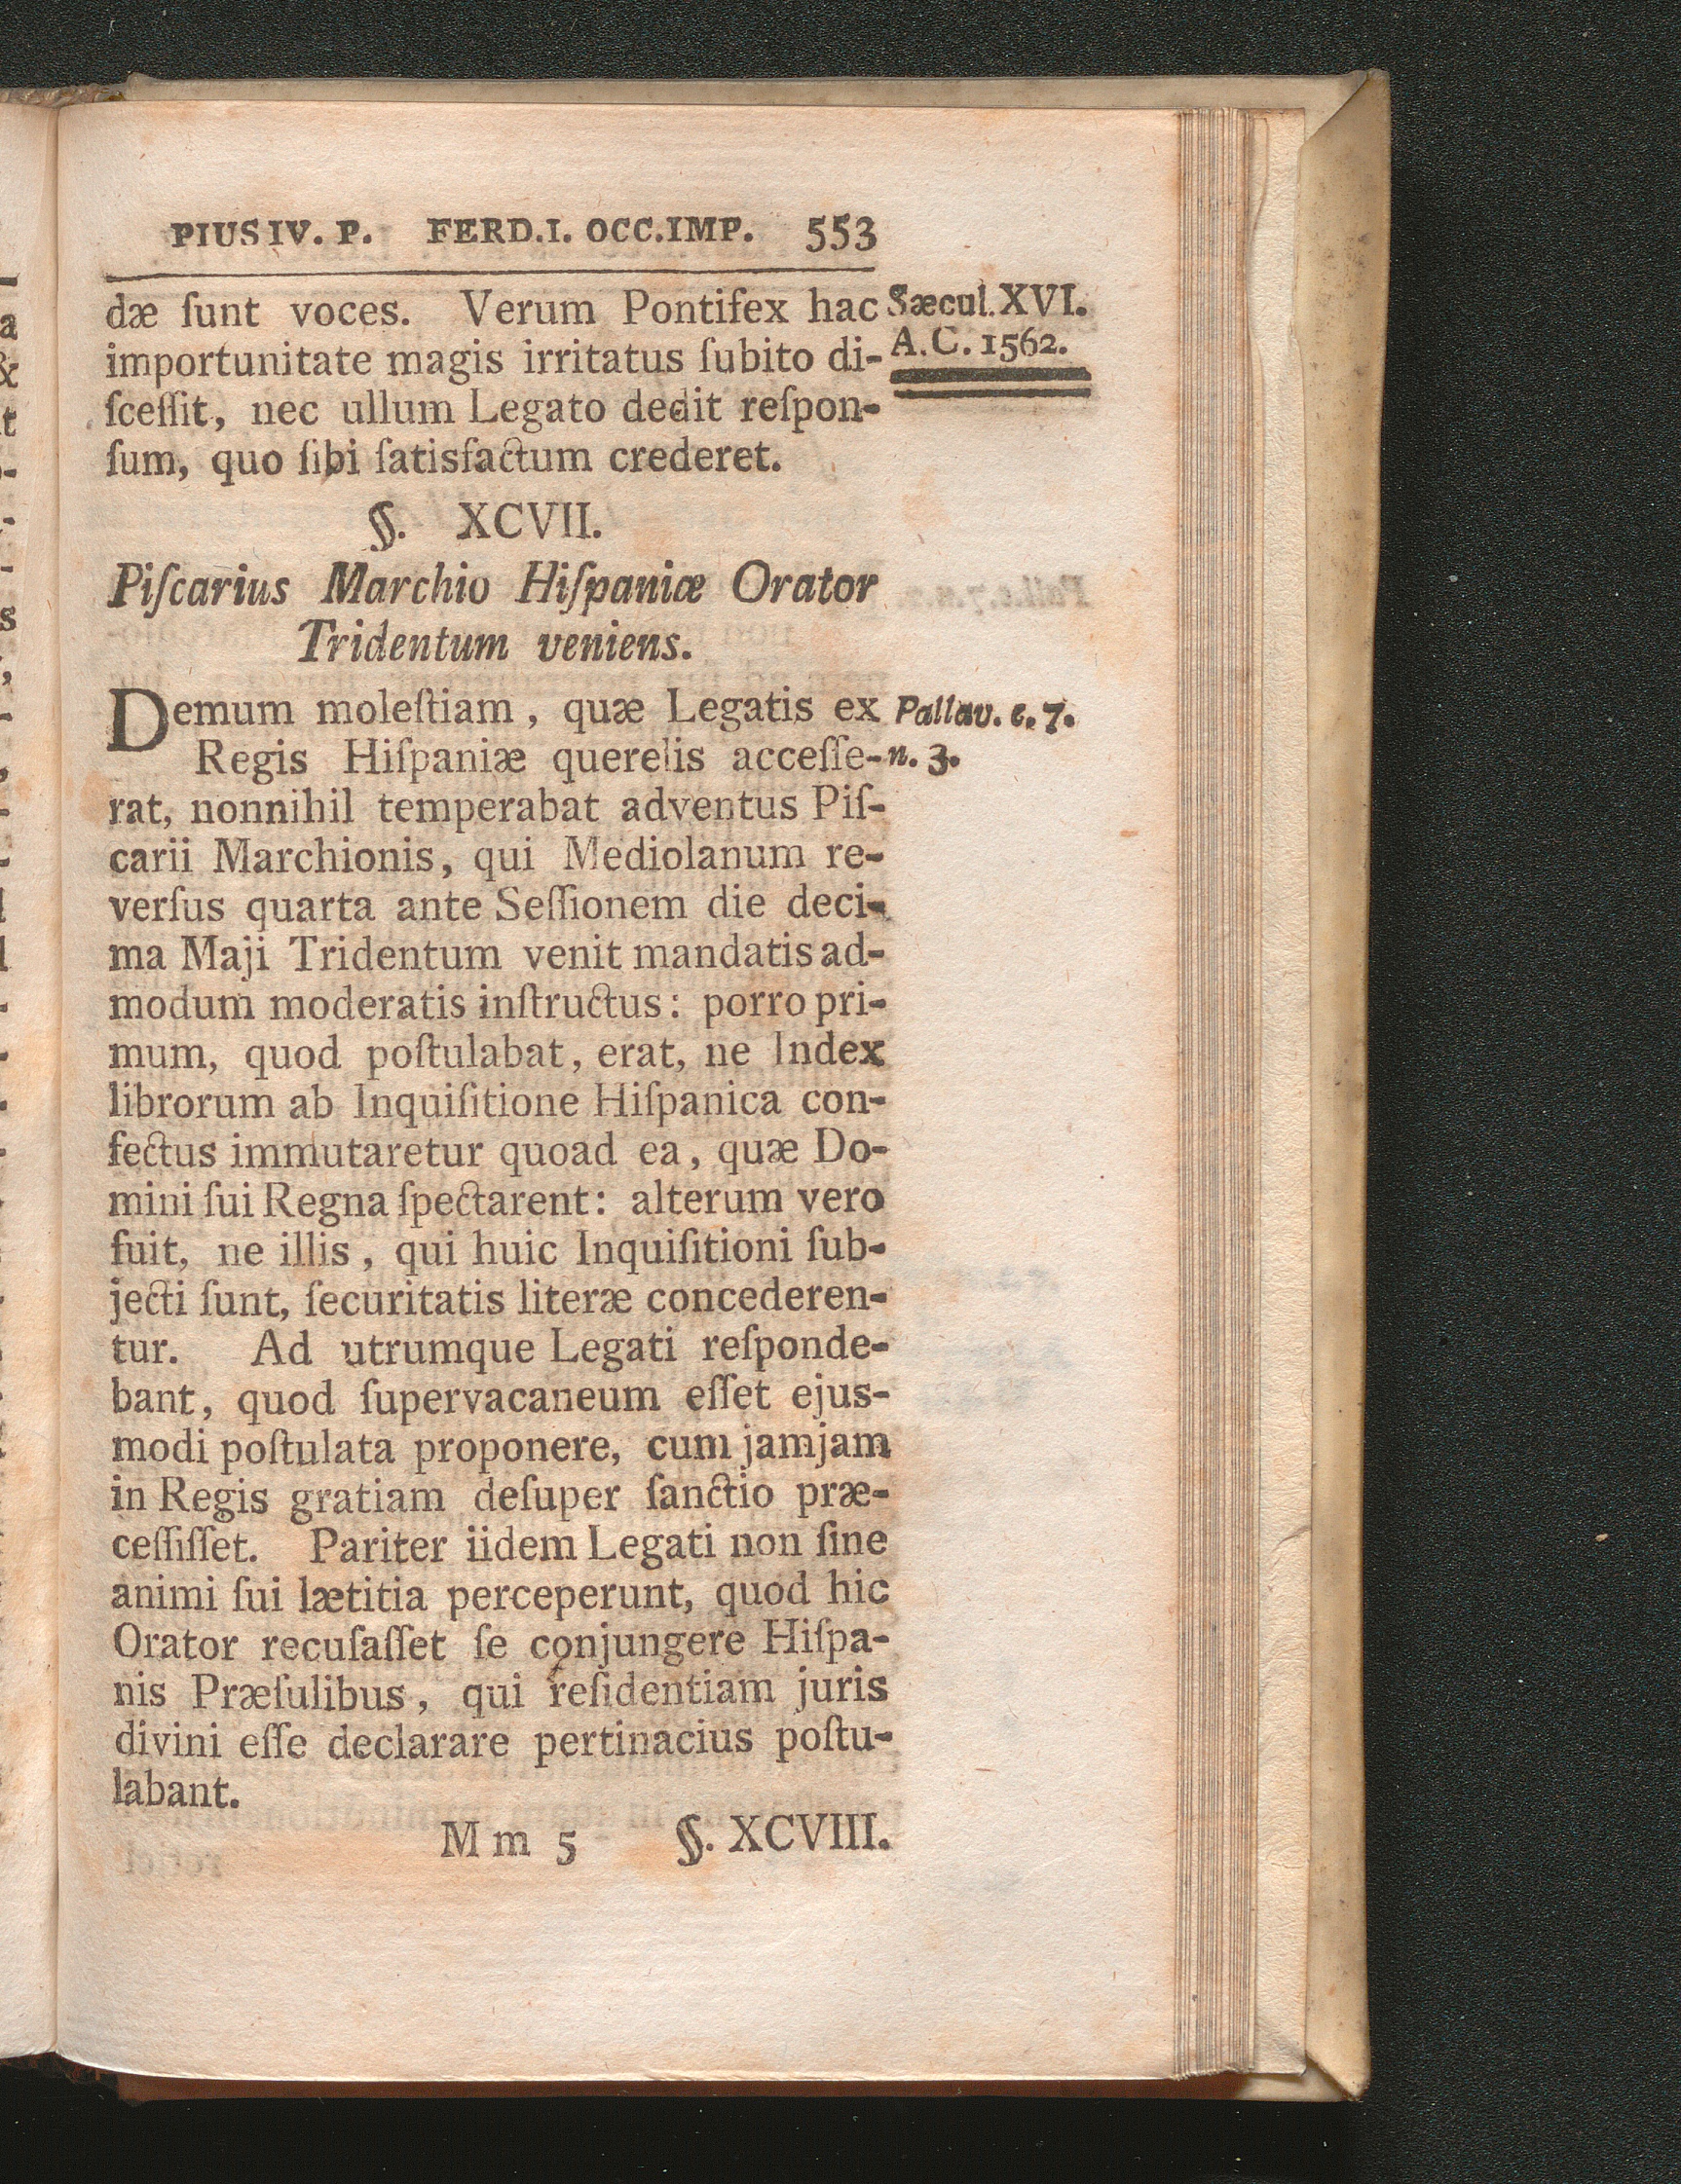 PIUS IV. P. FERD. I. OCC. IMP. 553
dæ ſunt voces. Verum Pontifex hac
Sæcul. XVI.
importunitate magis irritatus ſubito di-
A. C. 1562.
ſceſſit, nec ullum Legato dedit reſpon-
ſum, quo ſibi ſatisfactum crederet.
§. XCVII.
Piſcarius Marchio Hiſpaniæ Orator
Tridentum veniens.
Demum moleſtiam, quæ Legatis ex
Pallav. c. 7.
Regis Hiſpaniæ querelis acceſſe-
n. 3.
rat, nonnihil temperabat adventus Piſ-
carii Marchionis, qui Mediolanum re-
verſus quarta ante Seſſionem die deci-
ma Maji Tridentum venit mandatis ad-
modum moderatis inſtructus: porro pri-
mum, quod poſtulabat, erat, ne Index
librorum ab Inquiſitione Hiſpanica con-
fectus immutaretur quoad ea, quæ Do-
mini ſui Regna ſpectarent: alterum vero
fuit, ne illis, qui huic Inquiſitioni ſub-
jecti ſunt, ſecuritatis literæ concederen-
tur. Ad utrumque Legati reſponde-
bant, quod ſupervacaneum eſſet ejus-
modi poſtulata proponere, cum jamjam
in Regis gratiam deſuper ſanctio præ-
ceſſiſſet. Pariter iidem Legati non ſine
animi ſui lætitia perceperunt, quod hic
Orator recuſaſſet ſe conjungere Hiſpa-
nis Præſulibus, qui reſidentiam juris
divini eſſe declarare pertinacius poſtu-
labant.
M m 5 §. XCVIII.